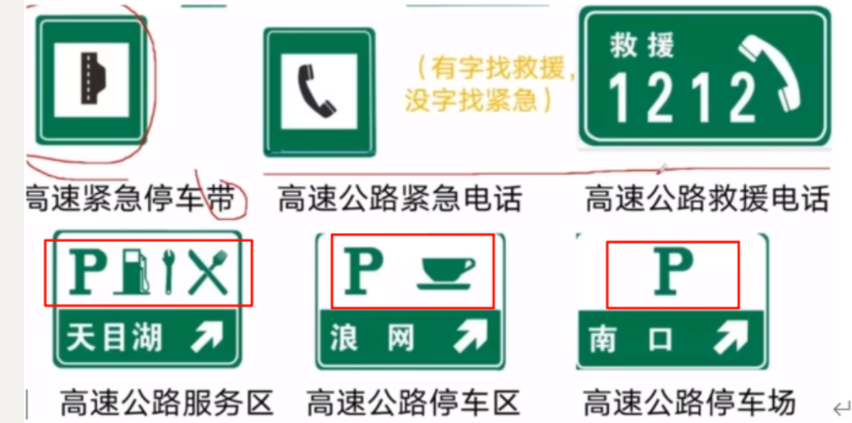 救援
1212
（有字找救援，
没字找紧急）
高速紧急停车带
高速公路紧急电话
高速公路救援电话
P
天目湖
P
浪网
P
南口
高速公路服务区
高速公路停车区
高速公路停车场